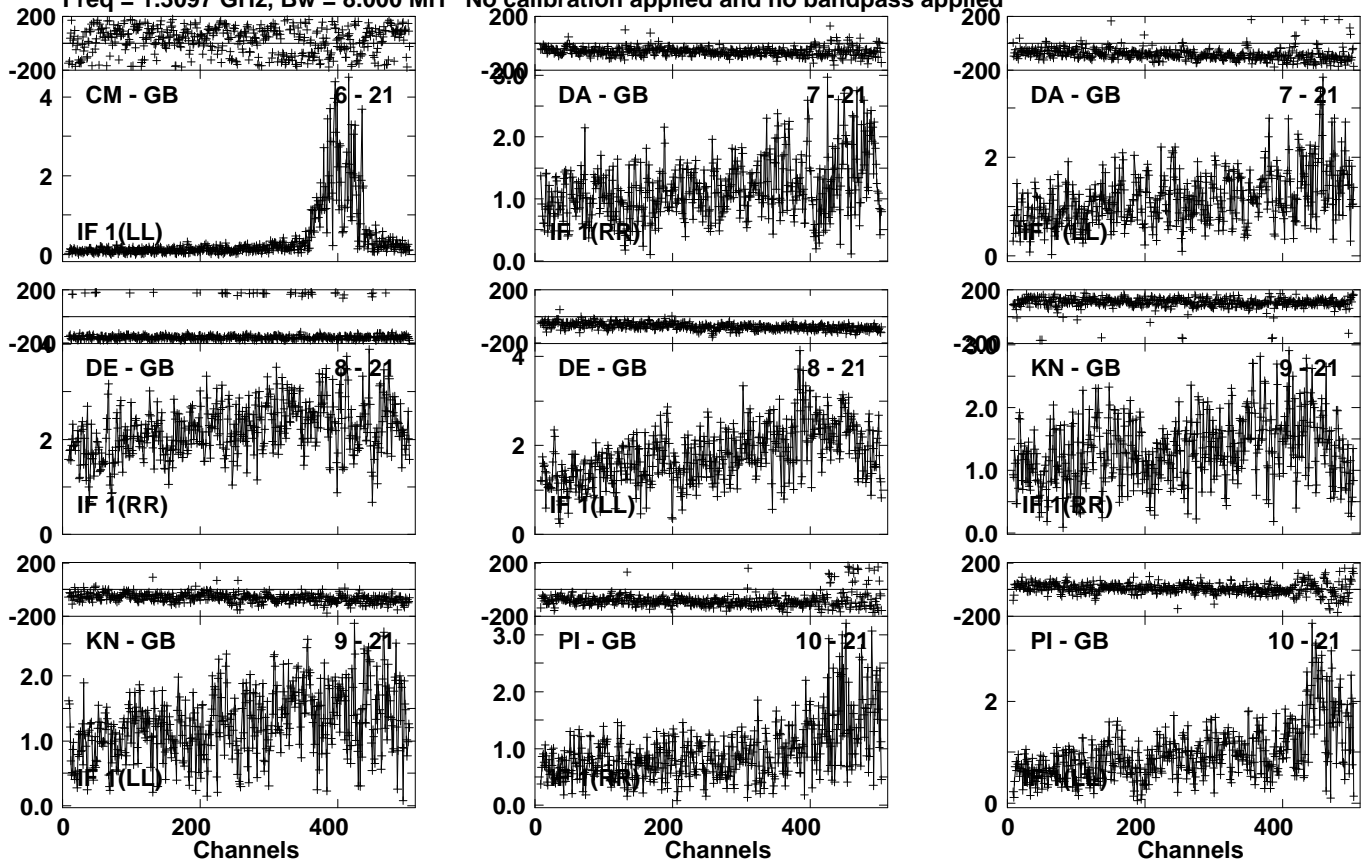 Freq = 1.5097 GHz, Bw = 8.000 MH No calibration applied and no bandpass applied
200 200 200
-200 -200 -200
CM - GB 6 - 21 DA - GB 7 - 21 DA - GB 7 - 21
4 3.0 2
2 2.0 0
0 1.0
0.0
IF 1(LL) IF 1(RR) IF 1(LL)
200 200 200
-200 -200 -200
DE - GB 8 - 21 DE - GB 8 - 21 KN - GB 9 - 21
4 4 3.0
2 2 2.0
0 0 1.0
0.0
IF 1(RR) IF 1(LL) IF 1(RR)
200 200 200
-200 -200 -200
KN - GB 9 - 21 PI - GB 10 - 21 PI - GB 10 - 21
2.0 3.0 2
1.0 2.0 0
0.0 1.0
0.0
IF 1(LL) IF 1(RR) IF 1(LL)
0 200 400 0 200 400 0 200 400
Channels Channels Channels